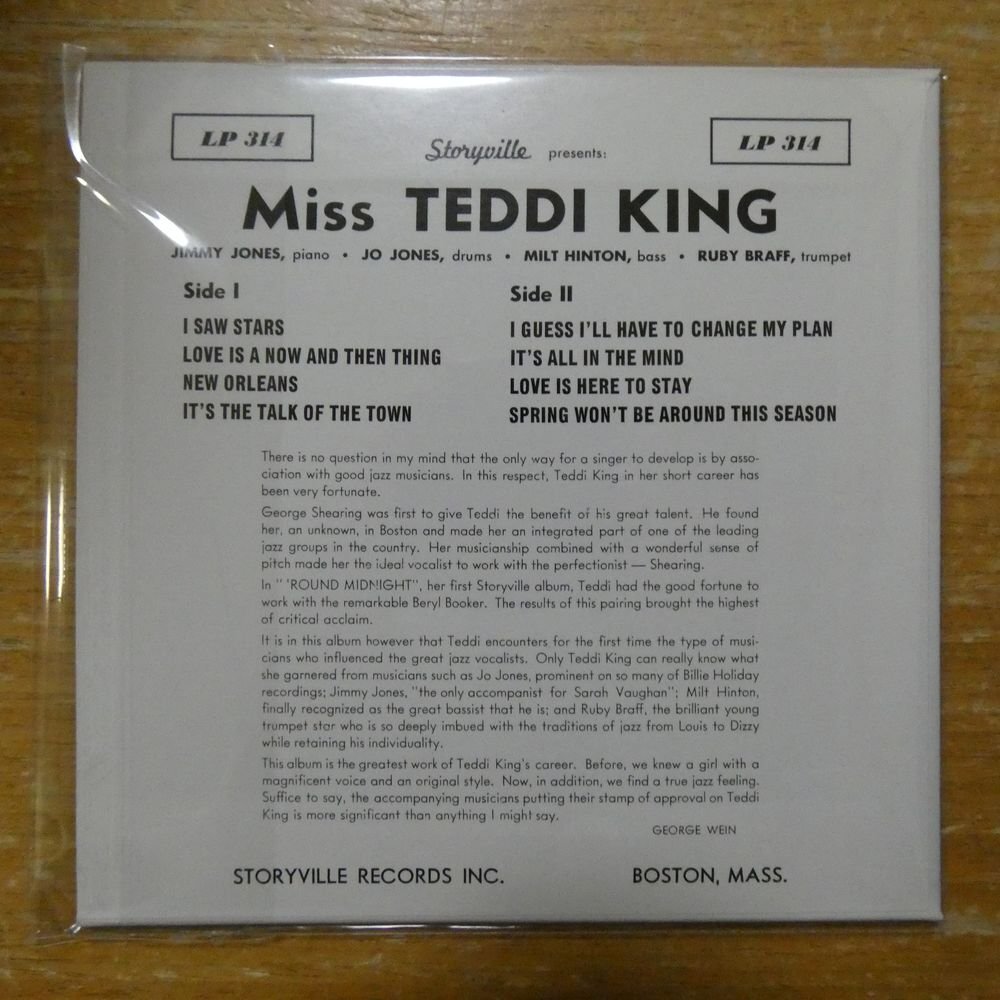 LP 314
LP 314
Storyville presents:
Miss TEDDI KING
JIMMY JONES, piano • JO JONES, drums • MILT HINTON, bass • RUBY BRAFF, trumpet
Side I
I SAW STARS
LOVE IS A NOW AND THEN THING
NEW ORLEANS
IT'S THE TALK OF THE TOWN
Side II
I GUESS I'LL HAVE TO CHANGE MY PLAN
IT'S ALL IN THE MIND
LOVE IS HERE TO STAY
SPRING WON'T BE AROUND THIS SEASON
There is no question in my mind that the only way for a singer to develop is by asso-
ciation with good jazz musicians. In this respect, Teddi King in her short career has
been very fortunate.
George Shearing was first to give Teddi the benefit of his great talent. He found
her, an unknown, in Boston and made her an integrated part of one of the leading
jazz groups in the country. Her musicianship combined with a wonderful sense of
pitch made her the ideal vocalist to work with the perfectionist — Shearing.
In " 'ROUND MIDNIGHT", her first Storyville album, Teddi had the good fortune to
work with the remarkable Beryl Booker. The results of this pairing brought the highest
of critical acclaim.
It is in this album however that Teddi encounters for the first time the type of musi-
cians who influenced the great jazz vocalists. Only Teddi King can really know what
she garnered from musicians such as Jo Jones, prominent on so many of Billie Holiday
recordings; Jimmy Jones, "the only accompanist for Sarah Vaughan"; Milt Hinton,
finally recognized as the great bassist that he is; and Ruby Braff, the brilliant young
trumpet star who is so deeply imbued with the traditions of jazz from Louis to Dizzy
while retaining his individuality.
This album is the greatest work of Teddi King's career. Before, we knew a girl with a
magnificent voice and an original style. Now, in addition, we find a true jazz feeling.
Suffice to say, the accompanying musicians putting their stamp of approval on Teddi
King is more significant than anything I might say.
GEORGE WEIN
STORYVILLE RECORDS INC.
BOSTON, MASS.